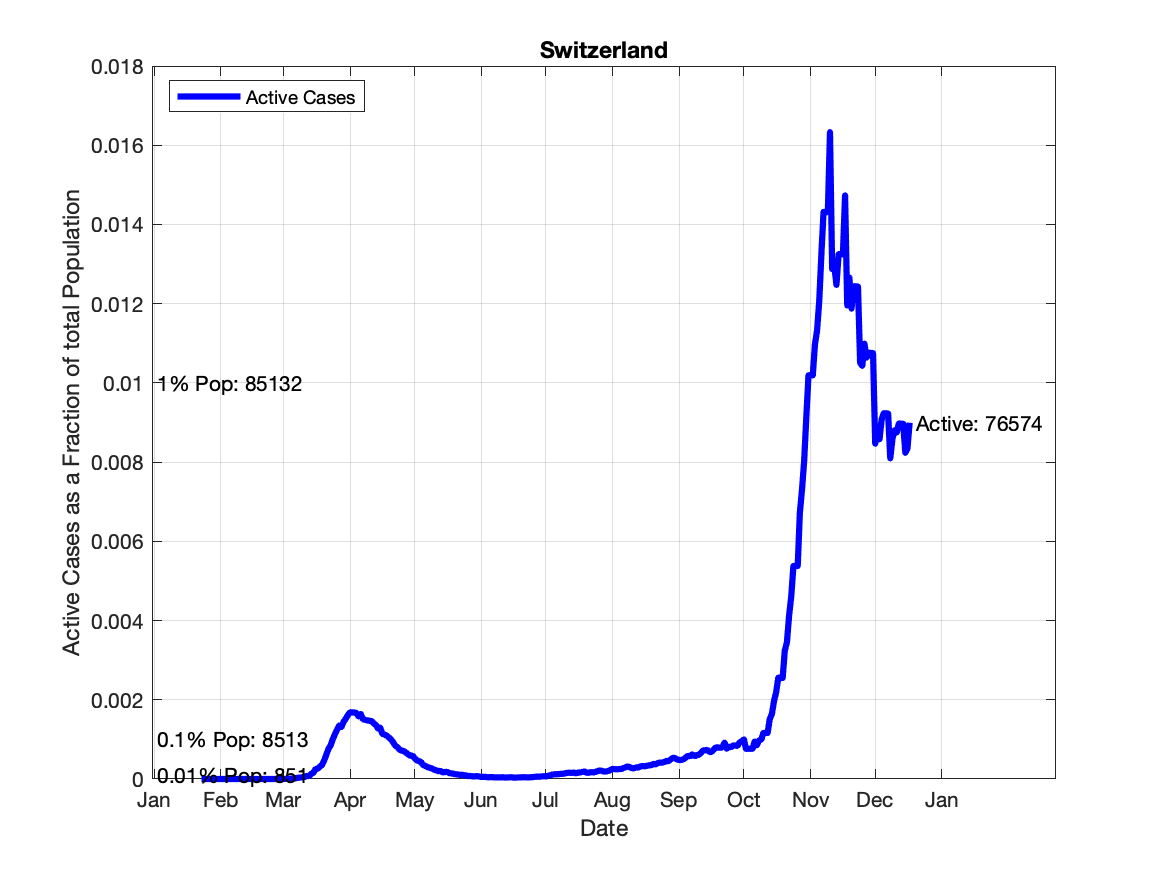 Switzerland
0.018
Active Cases
0.016
0.014
0.012
0.01
1% Pop: 85132
Active: 76574
0.008
0.006
0.004
0.002
0.1% Pop: 8513
0.01% Pop: 851
0
Jan Feb Mar Apr May Jun Jul Aug Sep Oct Nov Dec Jan
Date
Active Cases as a Fraction of total Population